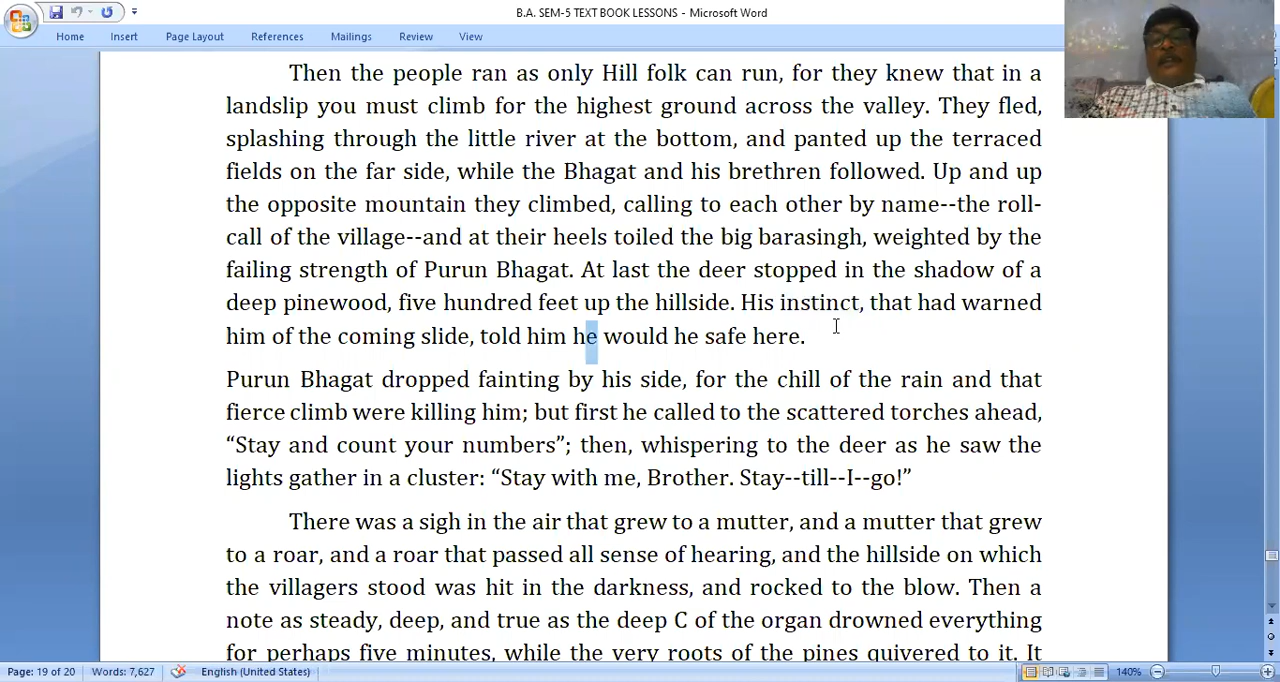 B.A. SEM-5 TEXT BOOK LESSONS - Microsoft Word
Home Insert Page Layout References Mailings Review View
Then the people ran as only Hill folk can run, for they knew that in a
landslip you must climb for the highest ground across the valley. They fled,
splashing through the little river at the bottom, and panted up the terraced
fields on the far side, while the Bhagat and his brethren followed. Up and up
the opposite mountain they climbed, calling to each other by name--the roll-
call of the village--and at their heels toiled the big barasingh, weighted by the
failing strength of Purun Bhagat. At last the deer stopped in the shadow of a
deep pinewood, five hundred feet up the hillside. His instinct, that had warned
him of the coming slide, told him he would he safe here.
Purun Bhagat dropped fainting by his side, for the chill of the rain and that
fierce climb were killing him; but first he called to the scattered torches ahead,
“Stay and count your numbers”; then, whispering to the deer as he saw the
lights gather in a cluster: “Stay with me, Brother. Stay--till--I--go!”
There was a sigh in the air that grew to a mutter, and a mutter that grew
to a roar, and a roar that passed all sense of hearing, and the hillside on which
the villagers stood was hit in the darkness, and rocked to the blow. Then a
note as steady, deep, and true as the deep C of the organ drowned everything
for perhaps five minutes, while the very roots of the pines quivered to it. It
Page: 19 of 20 Words: 7,627 English (United States) 140%